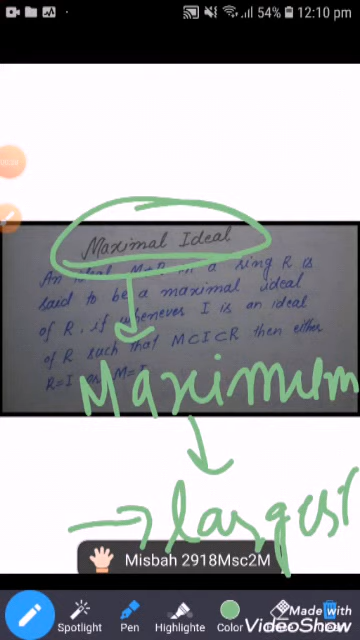 54% 12:10 pm
Maximal Ideal
An ideal M≠R in a ring R is
said to be a maximal ideal
of R, if whenever I is an ideal
of R such that M⊂I⊂R then either
R=I or M=I
Maximum
→ largest
Misbah 2918Msc2M
Spotlight Pen Highlighte Color
Made with
VideoShow